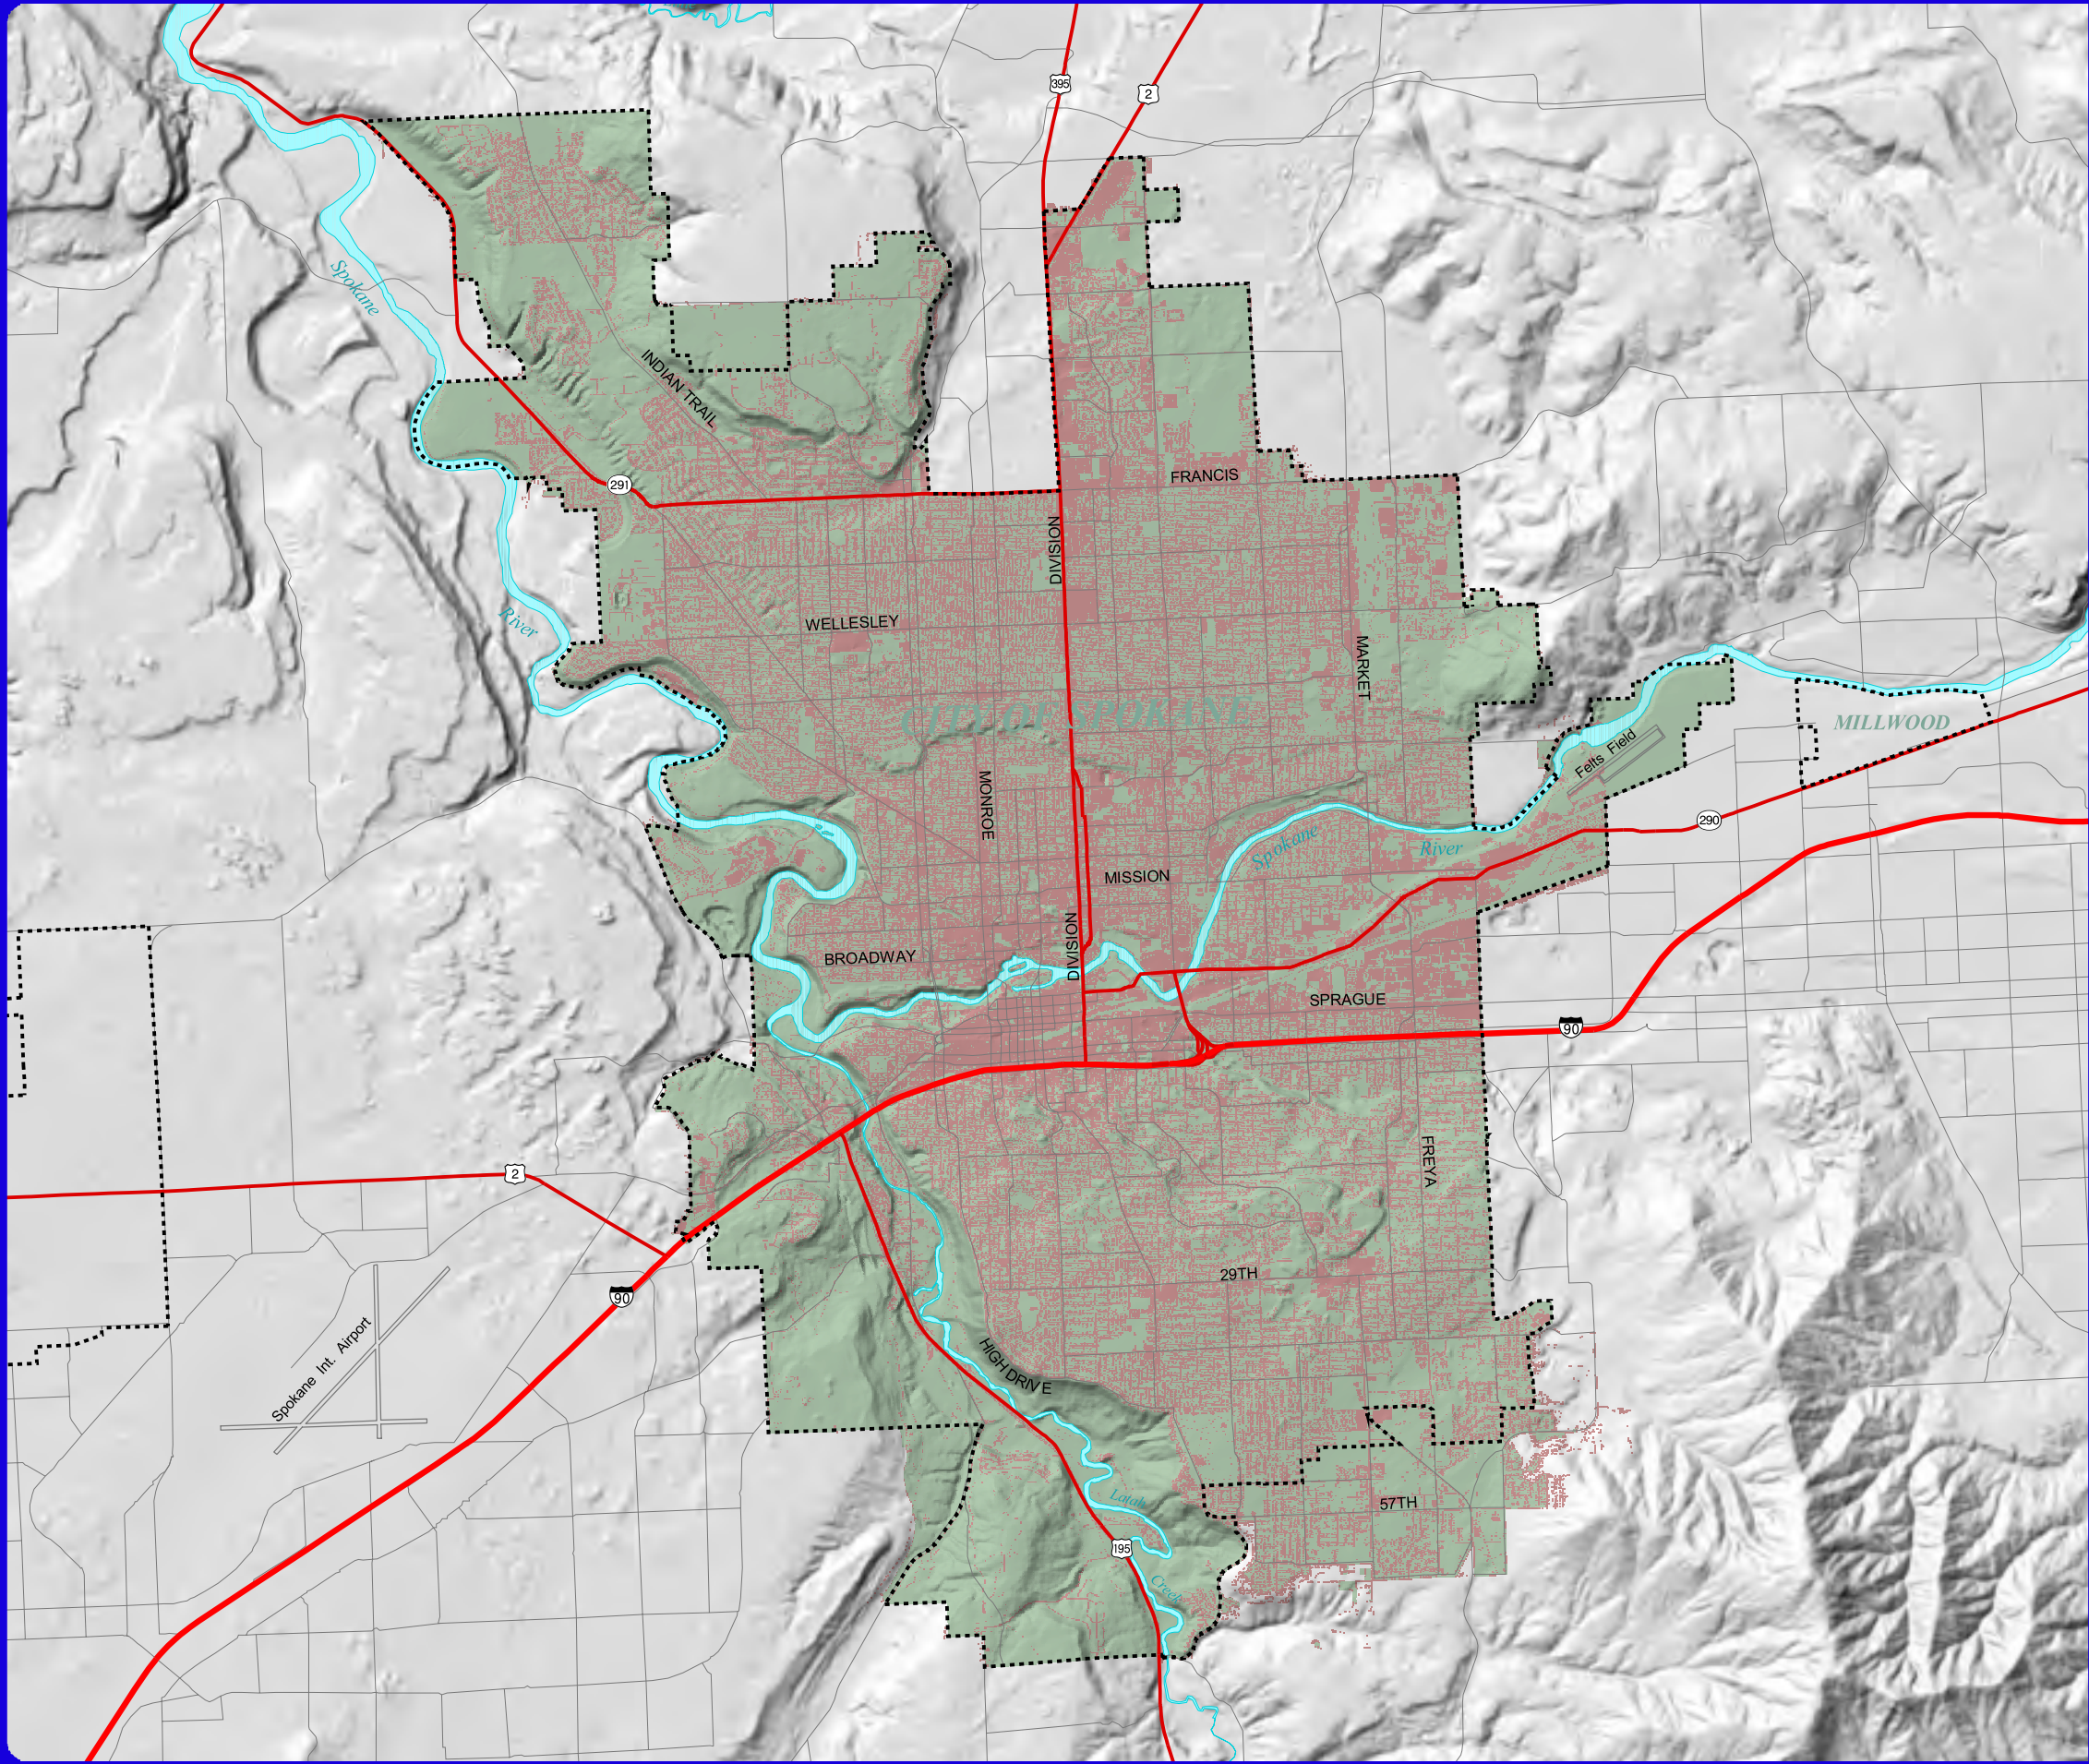 395
2
Spokane
INDIAN TRAIL
291
FRANCIS
DIVISION
River
WELLESLEY
MARKET
CITY OF SPOKANE
MILLWOOD
Felts Field
MONROE
290
Spokane
River
MISSION
DIVISION
BROADWAY
SPRAGUE
90
FREYA
2
29TH
90
Spokane Int. Airport
HIGH DRIVE
Latah
57TH
195
Creek